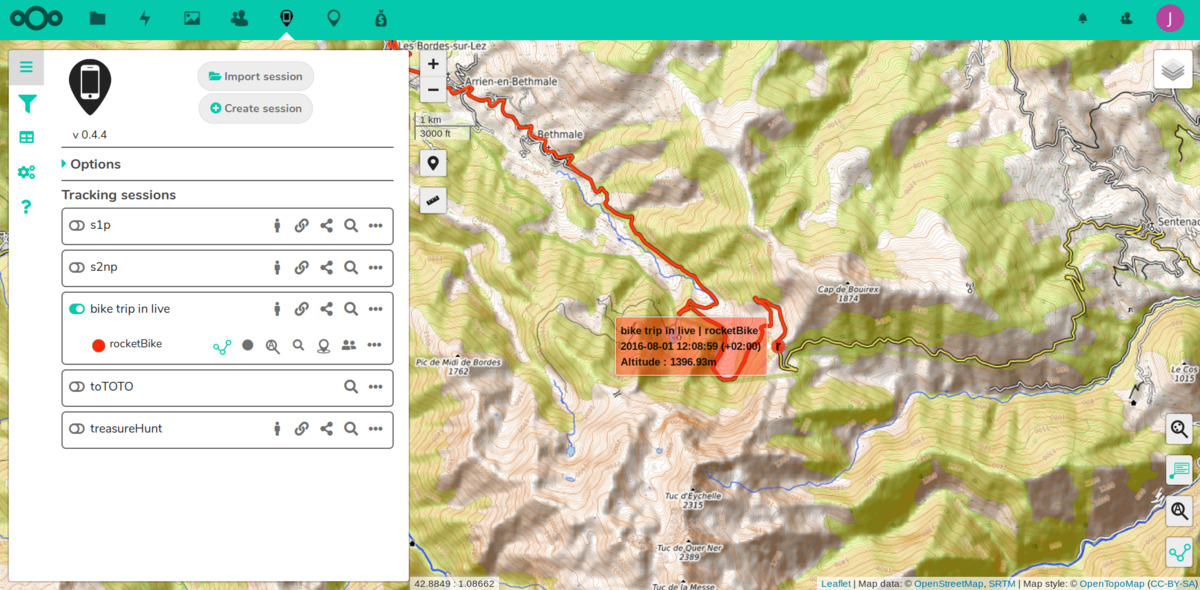 J
Import session
Create session
v 0.4.4
Options
Tracking sessions
s1p
s2np
bike trip in live
rocketBike
toTOTO
treasureHunt
?
Les Bordes-sur-Lez
+
−
Arrien-en-Bethmale
1 km
3000 ft
Bethmale
Sentenac
Cap de Bouirex
1874
bike trip in live | rocketBike
2016-08-01 12:08:59 (+02:00)
Altitude : 1396.93m
r
Pic de Midi de Bordes
1762
Le Cos
1015
Tuc d'Eychelle
2315
Tuc de Quer Ner
2389
Tuc de la Messe
42.8849 : 1.08662
Leaflet | Map data: © OpenStreetMap, SRTM | Map style: © OpenTopoMap (CC-BY-SA)